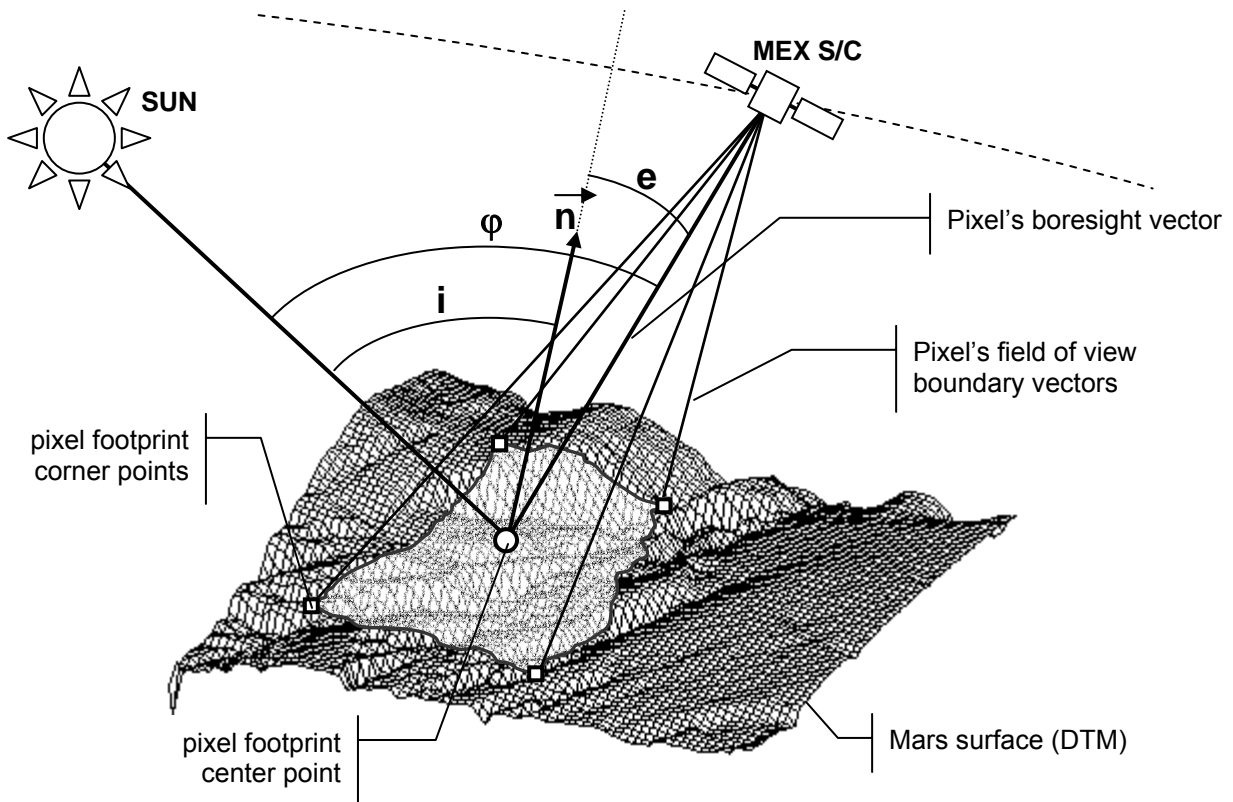 MEX S/C
SUN
e
n
φ
i
Pixel's boresight vector
Pixel's field of view
boundary vectors
pixel footprint
corner points
pixel footprint
center point
Mars surface (DTM)